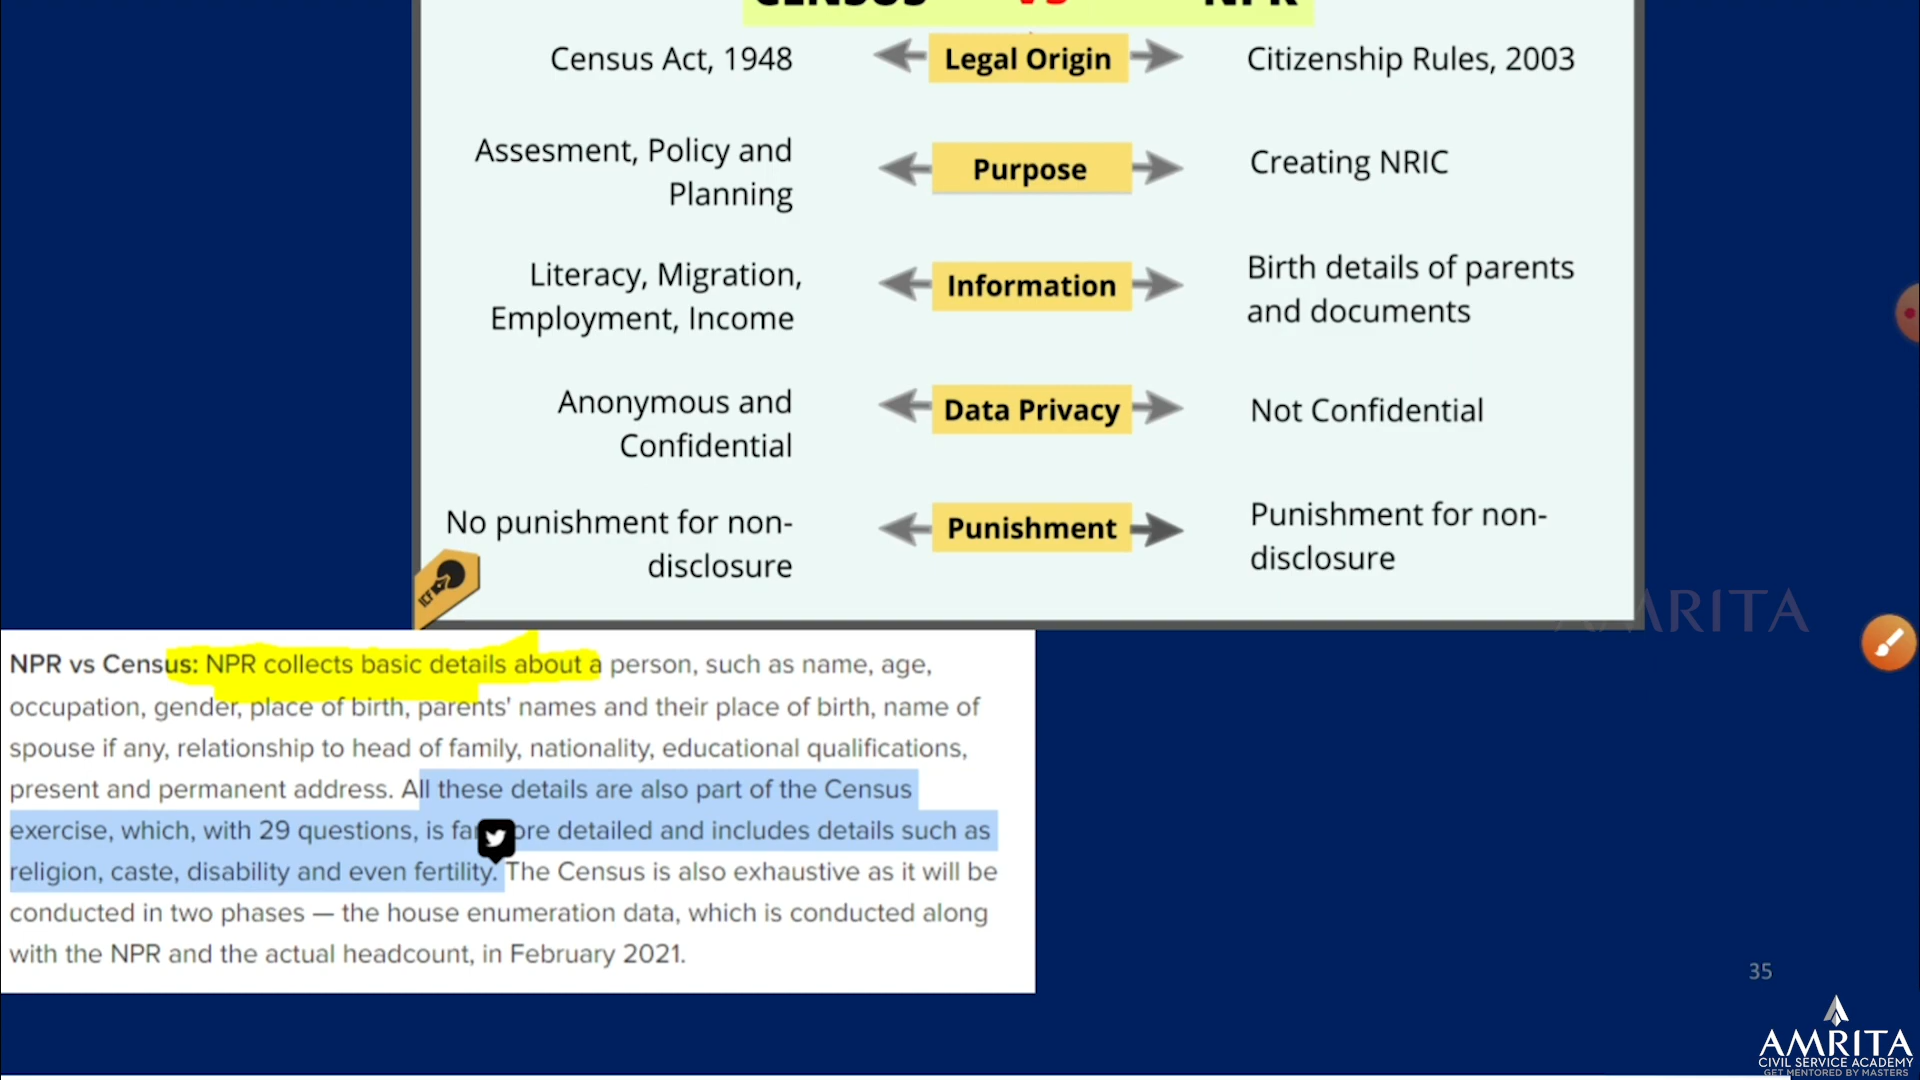 CENSUS VS NPR
Census Act, 1948
Legal Origin
Citizenship Rules, 2003
Assesment, Policy and
Planning
Purpose
Creating NRIC
Literacy, Migration,
Employment, Income
Information
Birth details of parents
and documents
Anonymous and
Confidential
Data Privacy
Not Confidential
No punishment for non-
disclosure
Punishment
Punishment for non-
disclosure
ICF
AMRITA
NPR vs Census: NPR collects basic details about a person, such as name, age,
occupation, gender, place of birth, parents' names and their place of birth, name of
spouse if any, relationship to head of family, nationality, educational qualifications,
present and permanent address. All these details are also part of the Census
exercise, which, with 29 questions, is far ore detailed and includes details such as
religion, caste, disability and even fertility. The Census is also exhaustive as it will be
conducted in two phases — the house enumeration data, which is conducted along
with the NPR and the actual headcount, in February 2021.
35
AMRITA
CIVIL SERVICE ACADEMY
GET MENTORED BY MASTERS